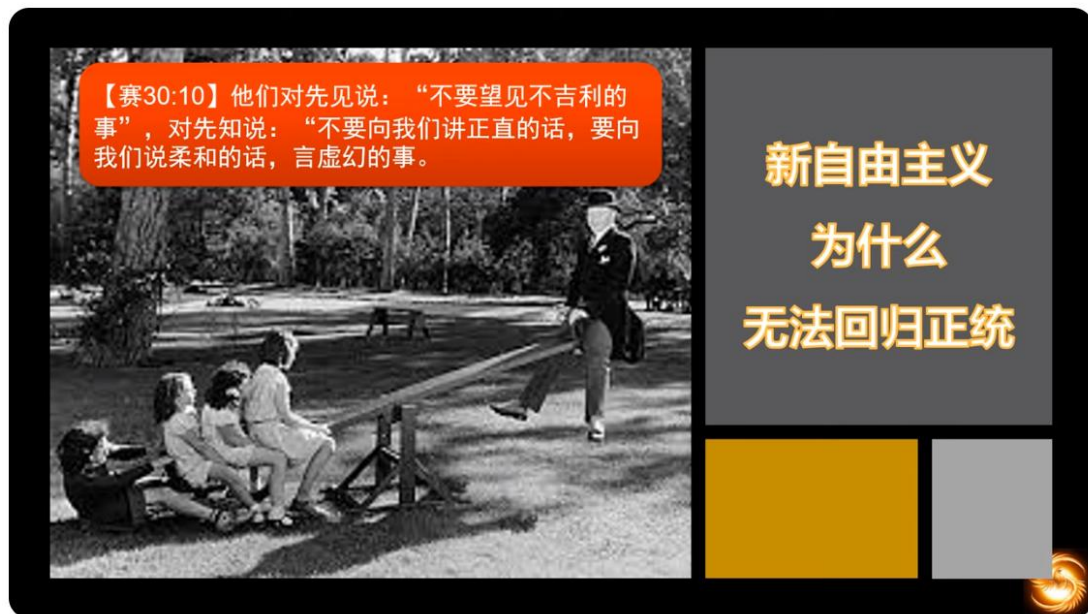 【赛30:10】他们对先见说：“不要望见不吉利的
事”，对先知说：“不要向我们讲正直的话，要向
我们说柔和的话，言虚幻的事。
新自由主义
为什么
无法回归正统